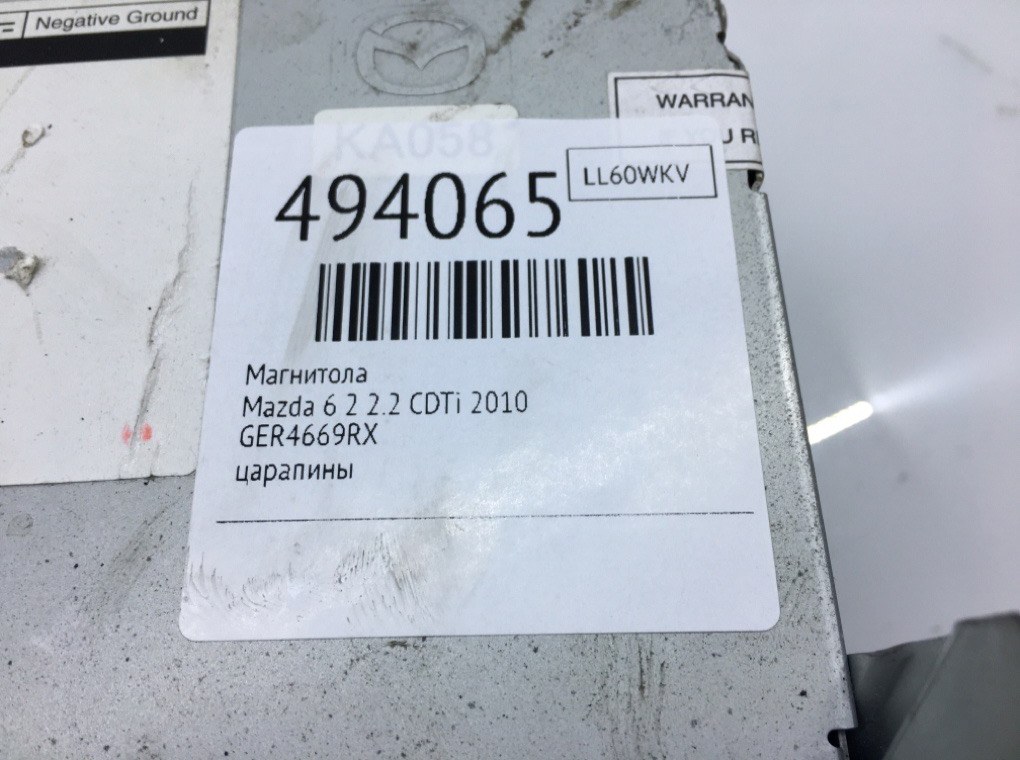 Negative Ground
WARRAN
KA058
494065
LL60WKV
Магнитола
Mazda 6 2 2.2 CDTi 2010
GER4669RX
царапины